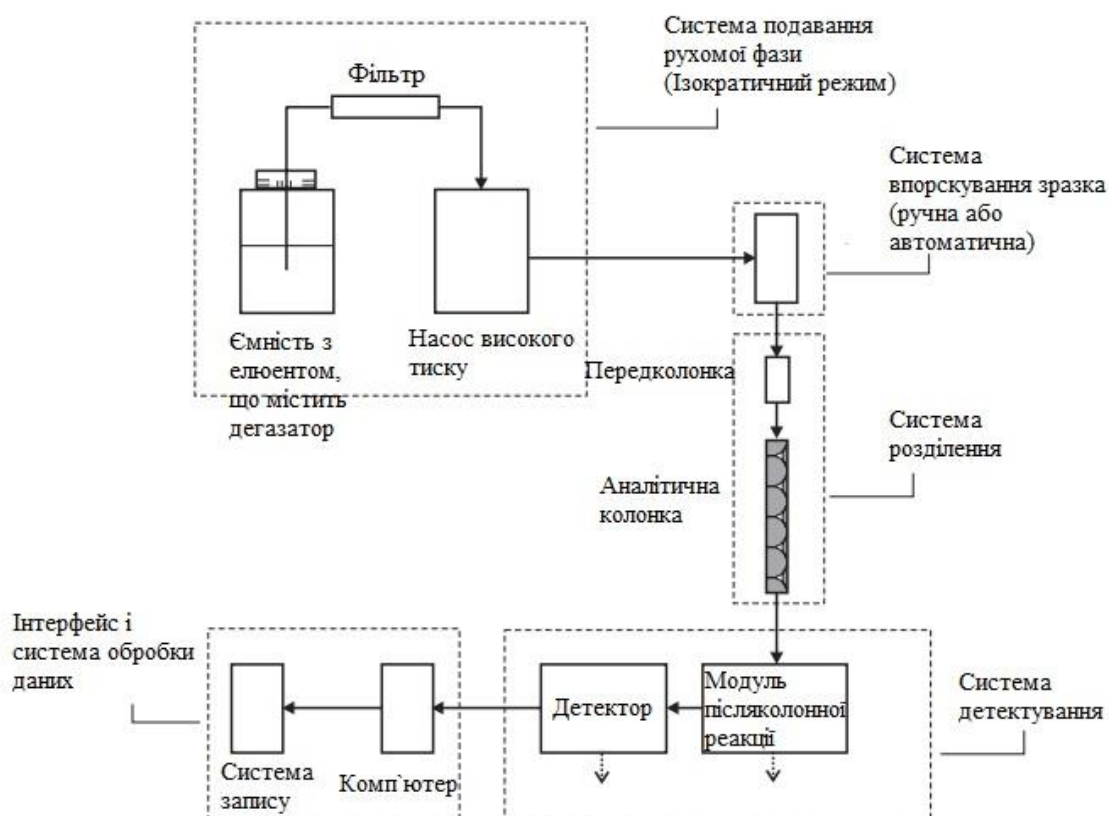 Система подавання
рухомої фази
(Ізократичний режим)
Фільтр
Система
впорскування зразка
(ручна або
автоматична)
Ємність з
елюентом,
що містить
дегазатор
Насос високого
тиску
Передколонка
Система
розділення
Аналітична
колонка
Інтерфейс і
система обробки
даних
Детектор
Модуль
післяколонної
реакції
Система
детектування
Система
запису
Комп`ютер